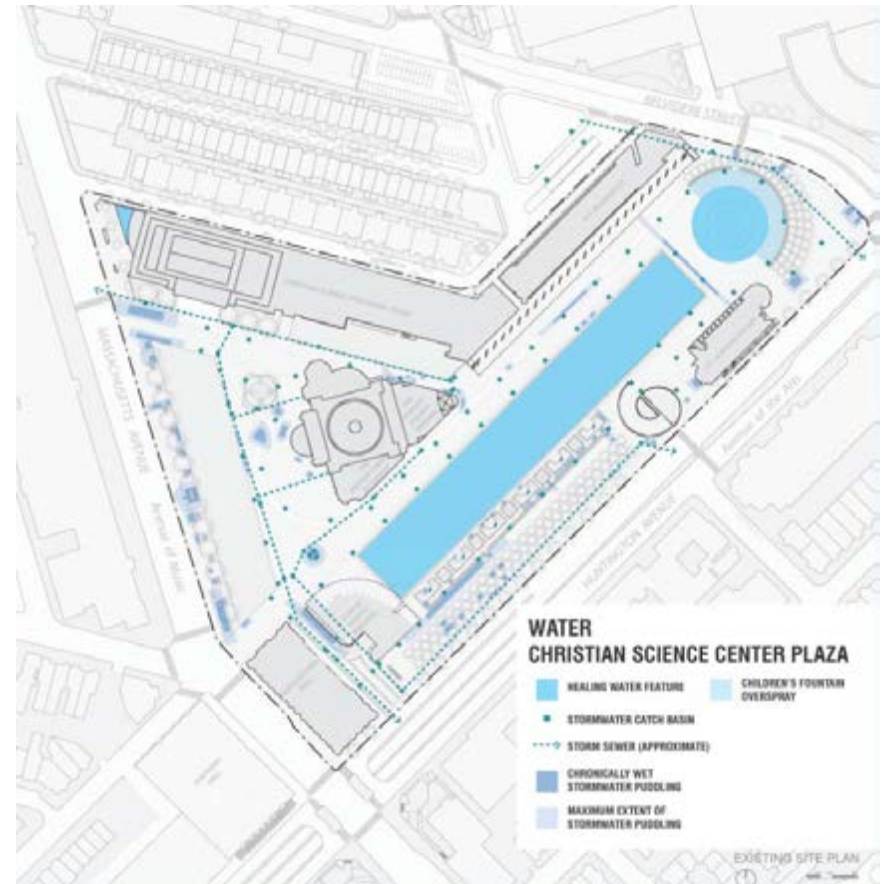 BELVIDERE STREET
MASSACHUSETTS AVENUE
Avenue of Music
Avenue of the Arts
HUNTINGTON AVENUE
WATER
CHRISTIAN SCIENCE CENTER PLAZA
HEALING WATER FEATURE
CHILDREN'S FOUNTAIN
OVERSPRAY
STORMWATER CATCH BASIN
STORM SEWER (APPROXIMATE)
CHRONICALLY WET
STORMWATER PUDDLING
MAXIMUM EXTENT OF
STORMWATER PUDDLING
EXISTING SITE PLAN